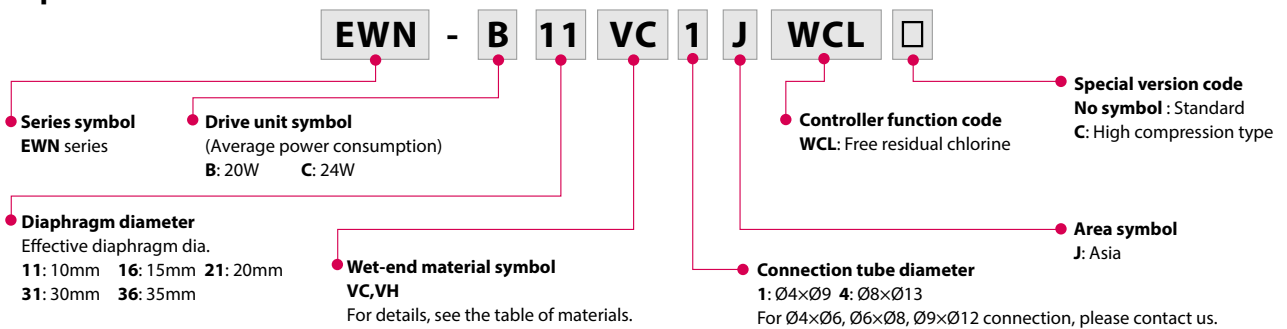 EWN - B 11 VC 1 J WCL □
Series symbol
EWN series
Drive unit symbol
(Average power consumption)
B: 20W C: 24W
Controller function code
WCL: Free residual chlorine
Special version code
No symbol : Standard
C: High compression type
Diaphragm diameter
Effective diaphragm dia.
11: 10mm 16: 15mm 21: 20mm
31: 30mm 36: 35mm
Wet-end material symbol
VC,VH
For details, see the table of materials.
Connection tube diameter
1: Ø4×Ø9 4: Ø8×Ø13
For Ø4×Ø6, Ø6×Ø8, Ø9×Ø12 connection, please contact us.
Area symbol
J: Asia